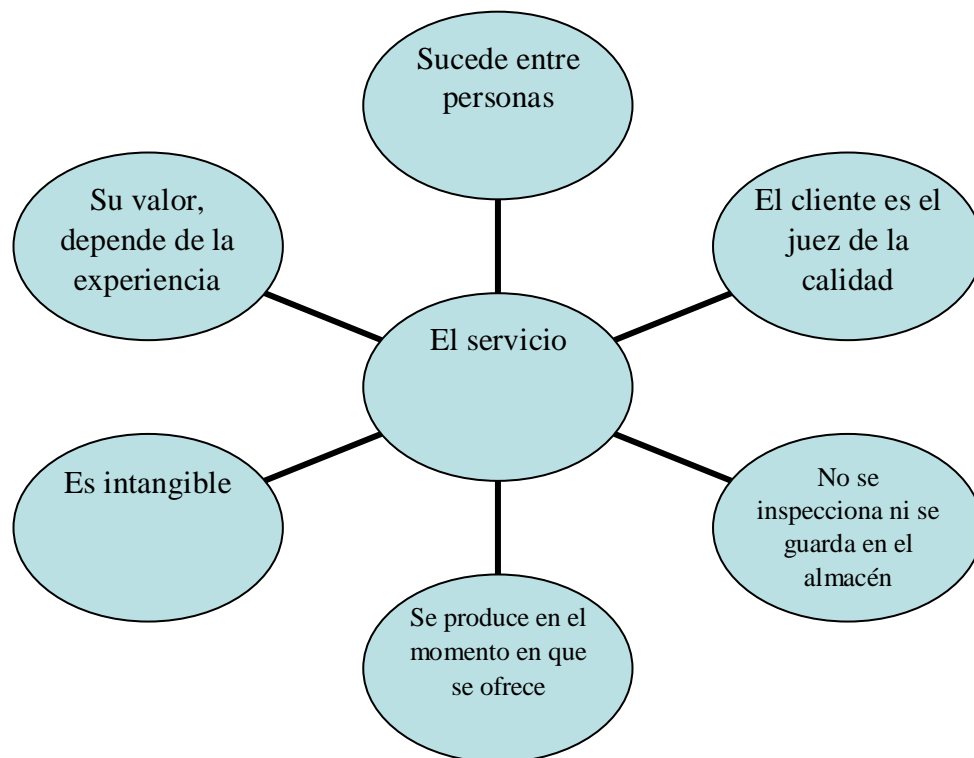 Sucede entre
personas
Su valor,
depende de la
experiencia
El cliente es el
juez de la
calidad
El servicio
Es intangible
No se
inspecciona ni se
guarda en el
almacén
Se produce en el
momento en que
se ofrece